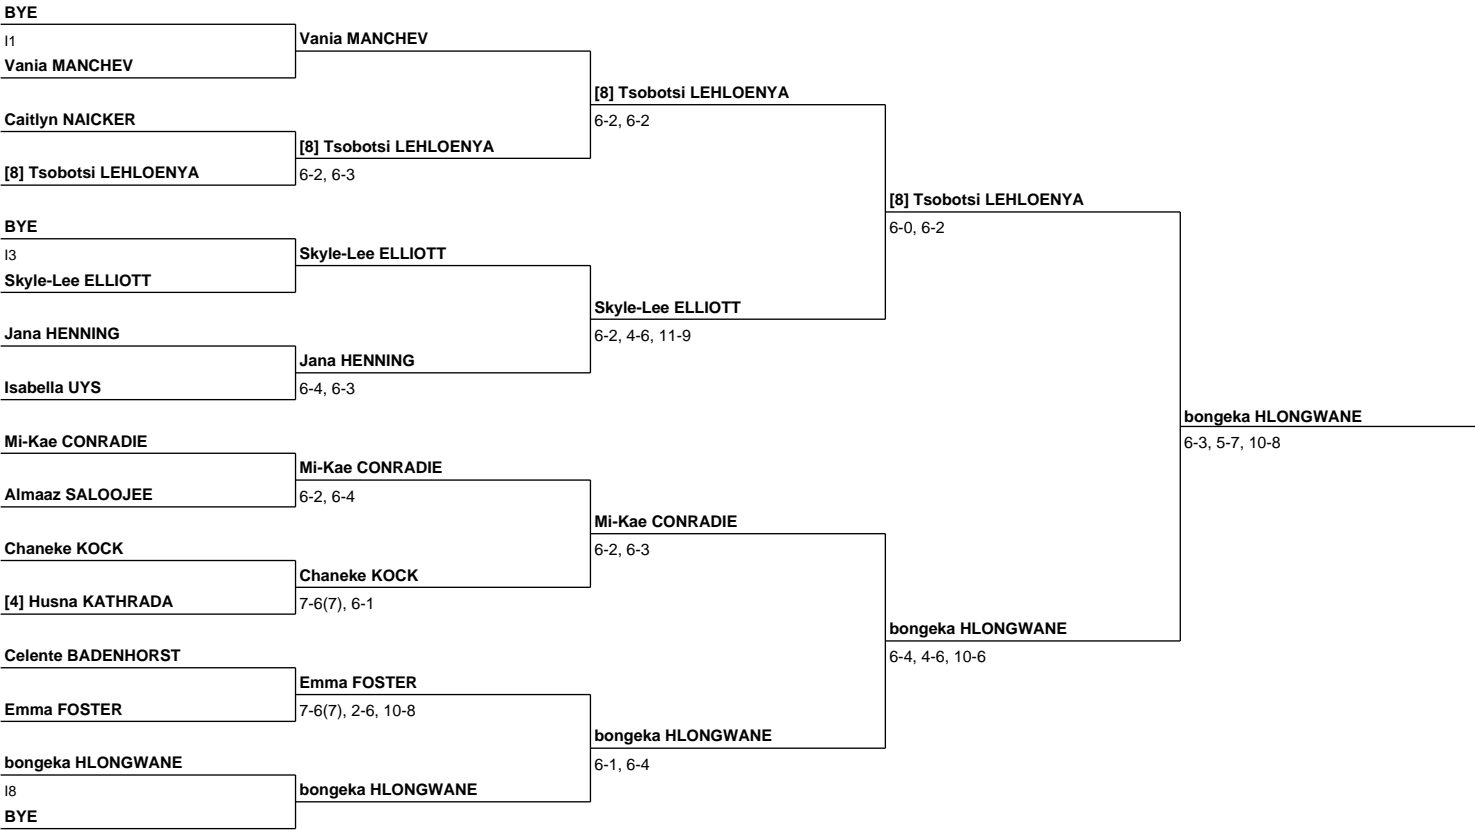 BYE
I1
Vania MANCHEV
Caitlyn NAICKER
[8] Tsobotsi LEHLOENYA
BYE
I3
Skyle-Lee ELLIOTT
Jana HENNING
Isabella UYS
Mi-Kae CONRADIE
Almaaz SALOOJEE
Chaneke KOCK
[4] Husna KATHRADA
Celente BADENHORST
Emma FOSTER
bongeka HLONGWANE
I8
BYE
Vania MANCHEV
[8] Tsobotsi LEHLOENYA
6-2, 6-3
Skyle-Lee ELLIOTT
Jana HENNING
6-4, 6-3
Mi-Kae CONRADIE
6-2, 6-4
Chaneke KOCK
7-6(7), 6-1
Emma FOSTER
7-6(7), 2-6, 10-8
bongeka HLONGWANE
[8] Tsobotsi LEHLOENYA
6-2, 6-2
Skyle-Lee ELLIOTT
6-2, 4-6, 11-9
Mi-Kae CONRADIE
6-2, 6-3
bongeka HLONGWANE
6-1, 6-4
[8] Tsobotsi LEHLOENYA
6-0, 6-2
bongeka HLONGWANE
6-4, 4-6, 10-6
bongeka HLONGWANE
6-3, 5-7, 10-8